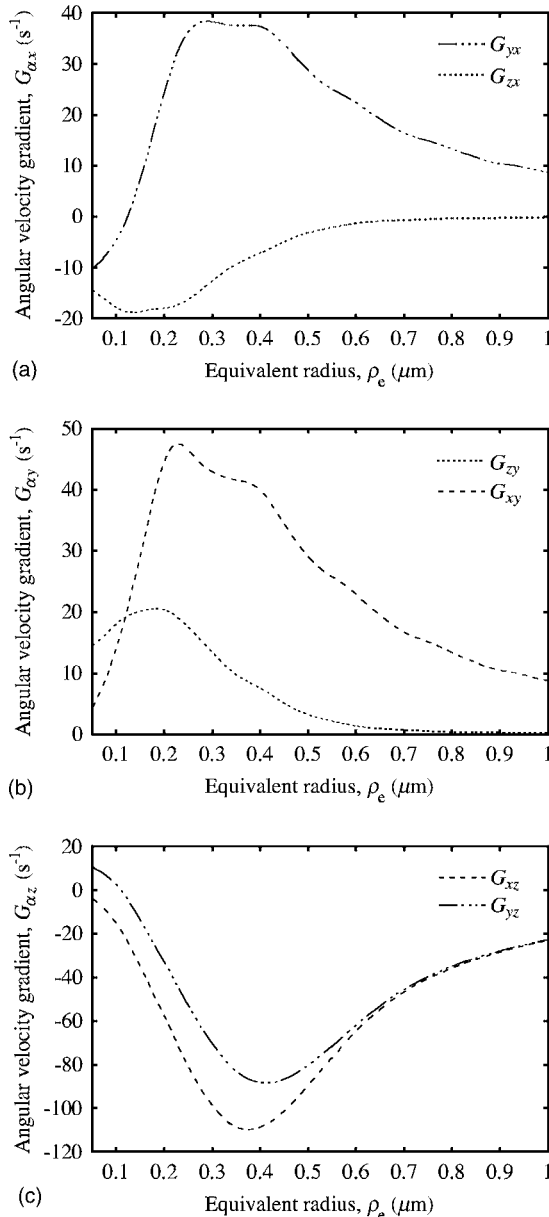 Angular velocity gradient, Gαx (s-1)
40
30
20
10
0
-10
-20
Gyx
Gzx
0.1 0.2 0.3 0.4 0.5 0.6 0.7 0.8 0.9 1
(a) Equivalent radius, ρe (μm)
Angular velocity gradient, Gαy (s-1)
50
40
30
20
10
0
Gzy
Gxy
0.1 0.2 0.3 0.4 0.5 0.6 0.7 0.8 0.9 1
(b) Equivalent radius, ρe (μm)
Angular velocity gradient, Gαz (s-1)
20
0
-20
-40
-60
-80
-100
-120
Gxz
Gyz
0.1 0.2 0.3 0.4 0.5 0.6 0.7 0.8 0.9 1
(c) Equivalent radius, ρe (μm)